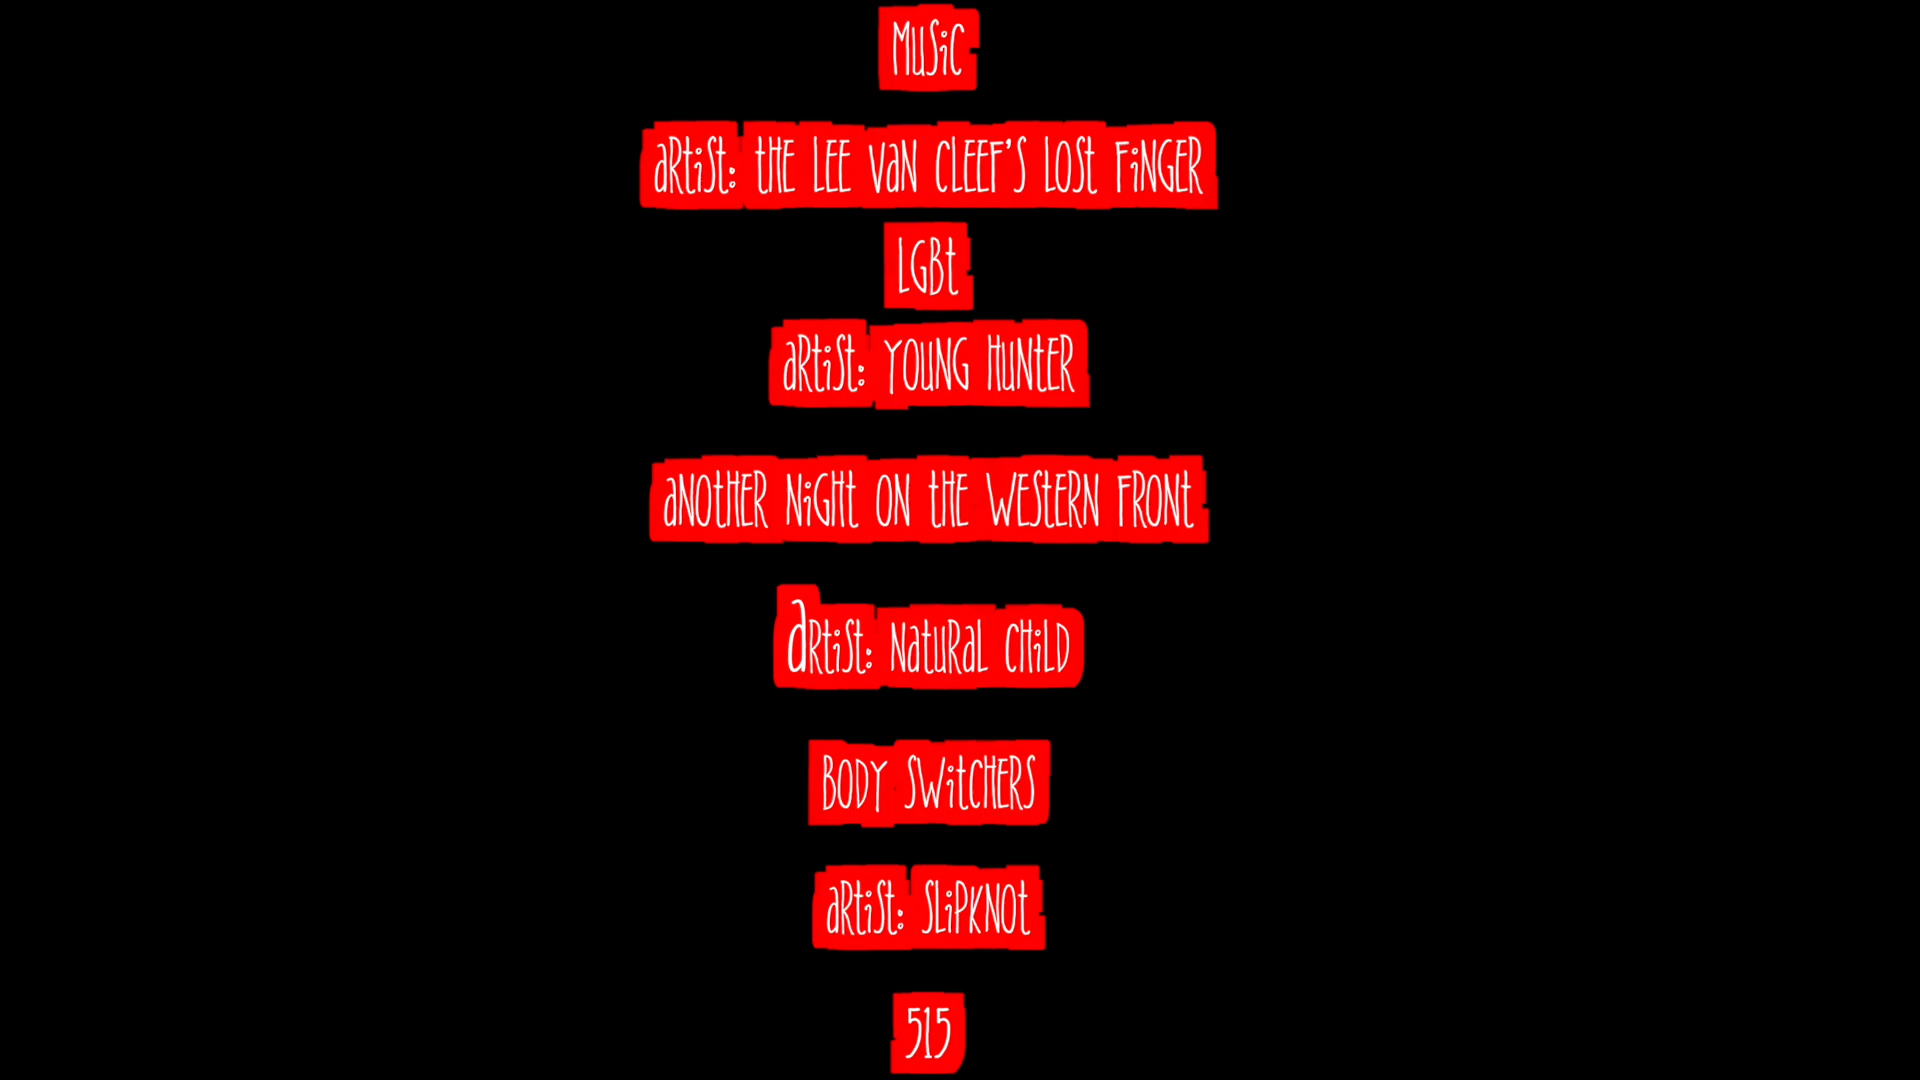 MUSiC
aRtiSt: tHE LEE VaN CLEEF'S LOSt FiNGER
LGBt
aRtiSt: YOUNG HUNtER
aNOtHER NiGHt ON tHE WEStERN FRONt
aRtiSt: NatuRaL CHiLD
BODY SWitCHERS
aRtiSt: SLiPKNOt
515